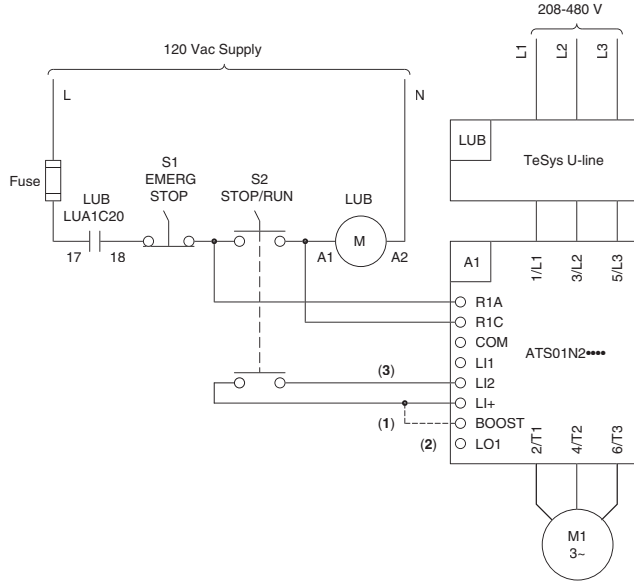 208-480 V
L1
L2
L3
120 Vac Supply
L
N
LUB
TeSys U-line
Fuse
S1
EMERG
STOP
S2
STOP/RUN
LUB
LUA1C20
LUB
17
18
A1
M
A2
A1
1/L1
3/L2
5/L3
R1A
R1C
COM
ATS01N2••••
LI1
(3)
LI2
LI+
(1)
BOOST
(2)
LO1
2/T1
4/T2
6/T3
M1
3~